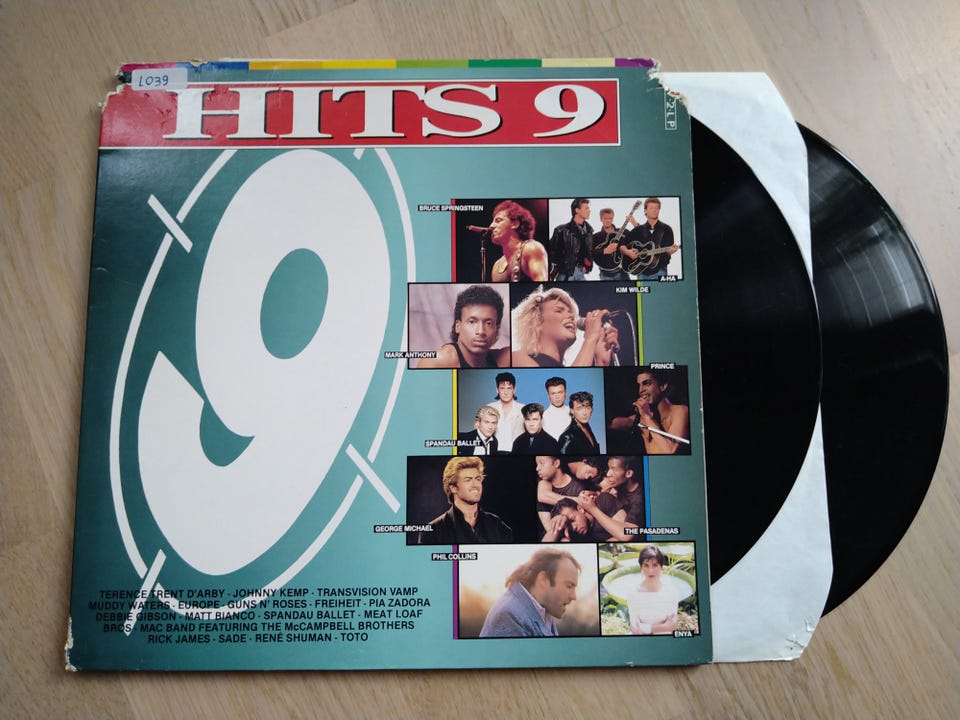 L039
HITS 9
2LP
9
BRUCE SPRINGSTEEN
A-HA
KIM WILDE
MARK ANTHONY
PRINCE
SPANDAU BALLET
GEORGE MICHAEL
THE PASADENAS
PHIL COLLINS
ENYA
TERENCE TRENT D'ARBY · JOHNNY KEMP · TRANSVISION VAMP
MUDDY WATERS · EUROPE · GUNS N' ROSES · FREIHEIT · PIA ZADORA
DEBBIE GIBSON · MATT BIANCO · SPANDAU BALLET · MEAT LOAF
BROS · MAC BAND FEATURING THE McCAMPBELL BROTHERS
RICK JAMES · SADE · RENÉ SHUMAN · TOTO